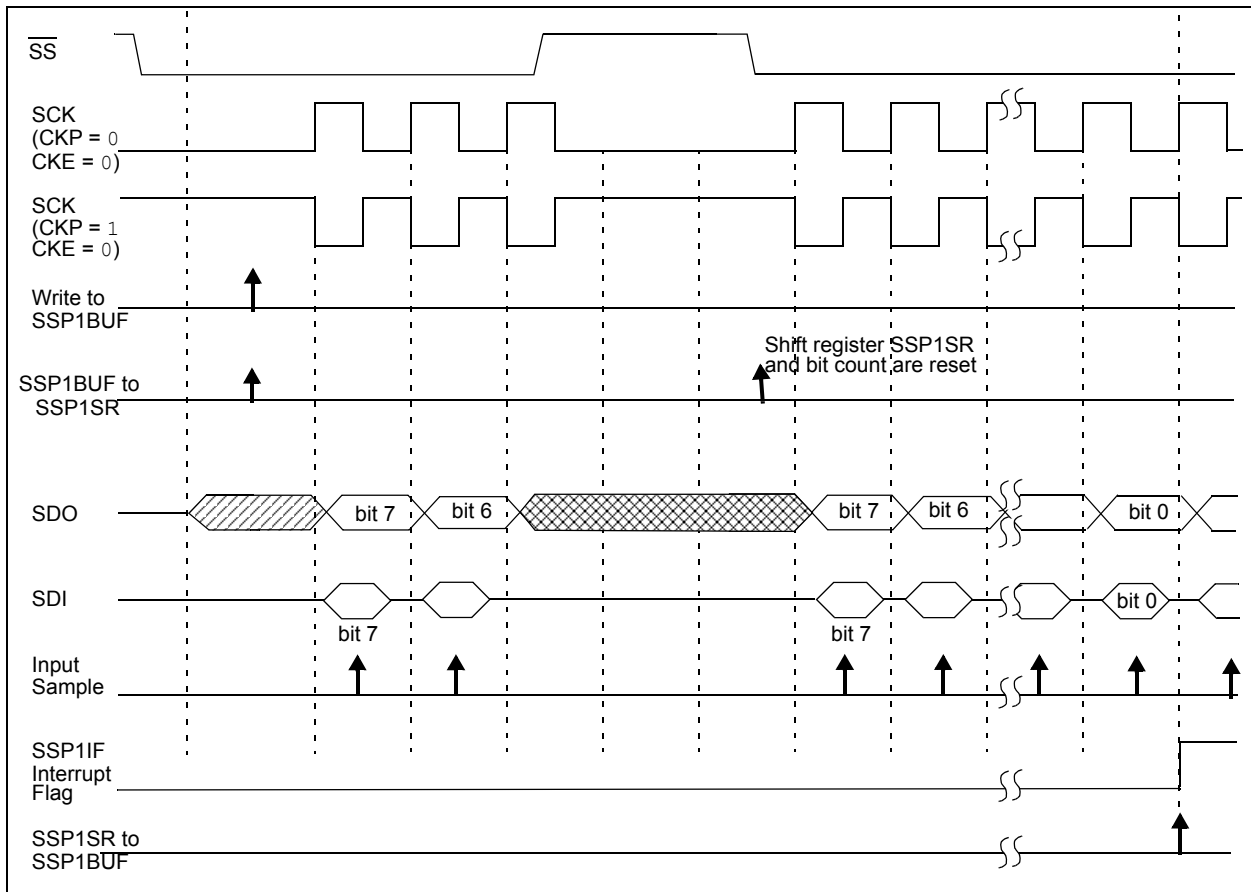 SS
SCK
(CKP = 0
CKE = 0)
SCK
(CKP = 1
CKE = 0)
Write to
SSP1BUF
Shift register SSP1SR
and bit count are reset
SSP1BUF to
SSP1SR
SDO
bit 7
bit 6
bit 7
bit 6
bit 0
SDI
bit 0
bit 7
bit 7
Input
Sample
SSP1IF
Interrupt
Flag
SSP1SR to
SSP1BUF